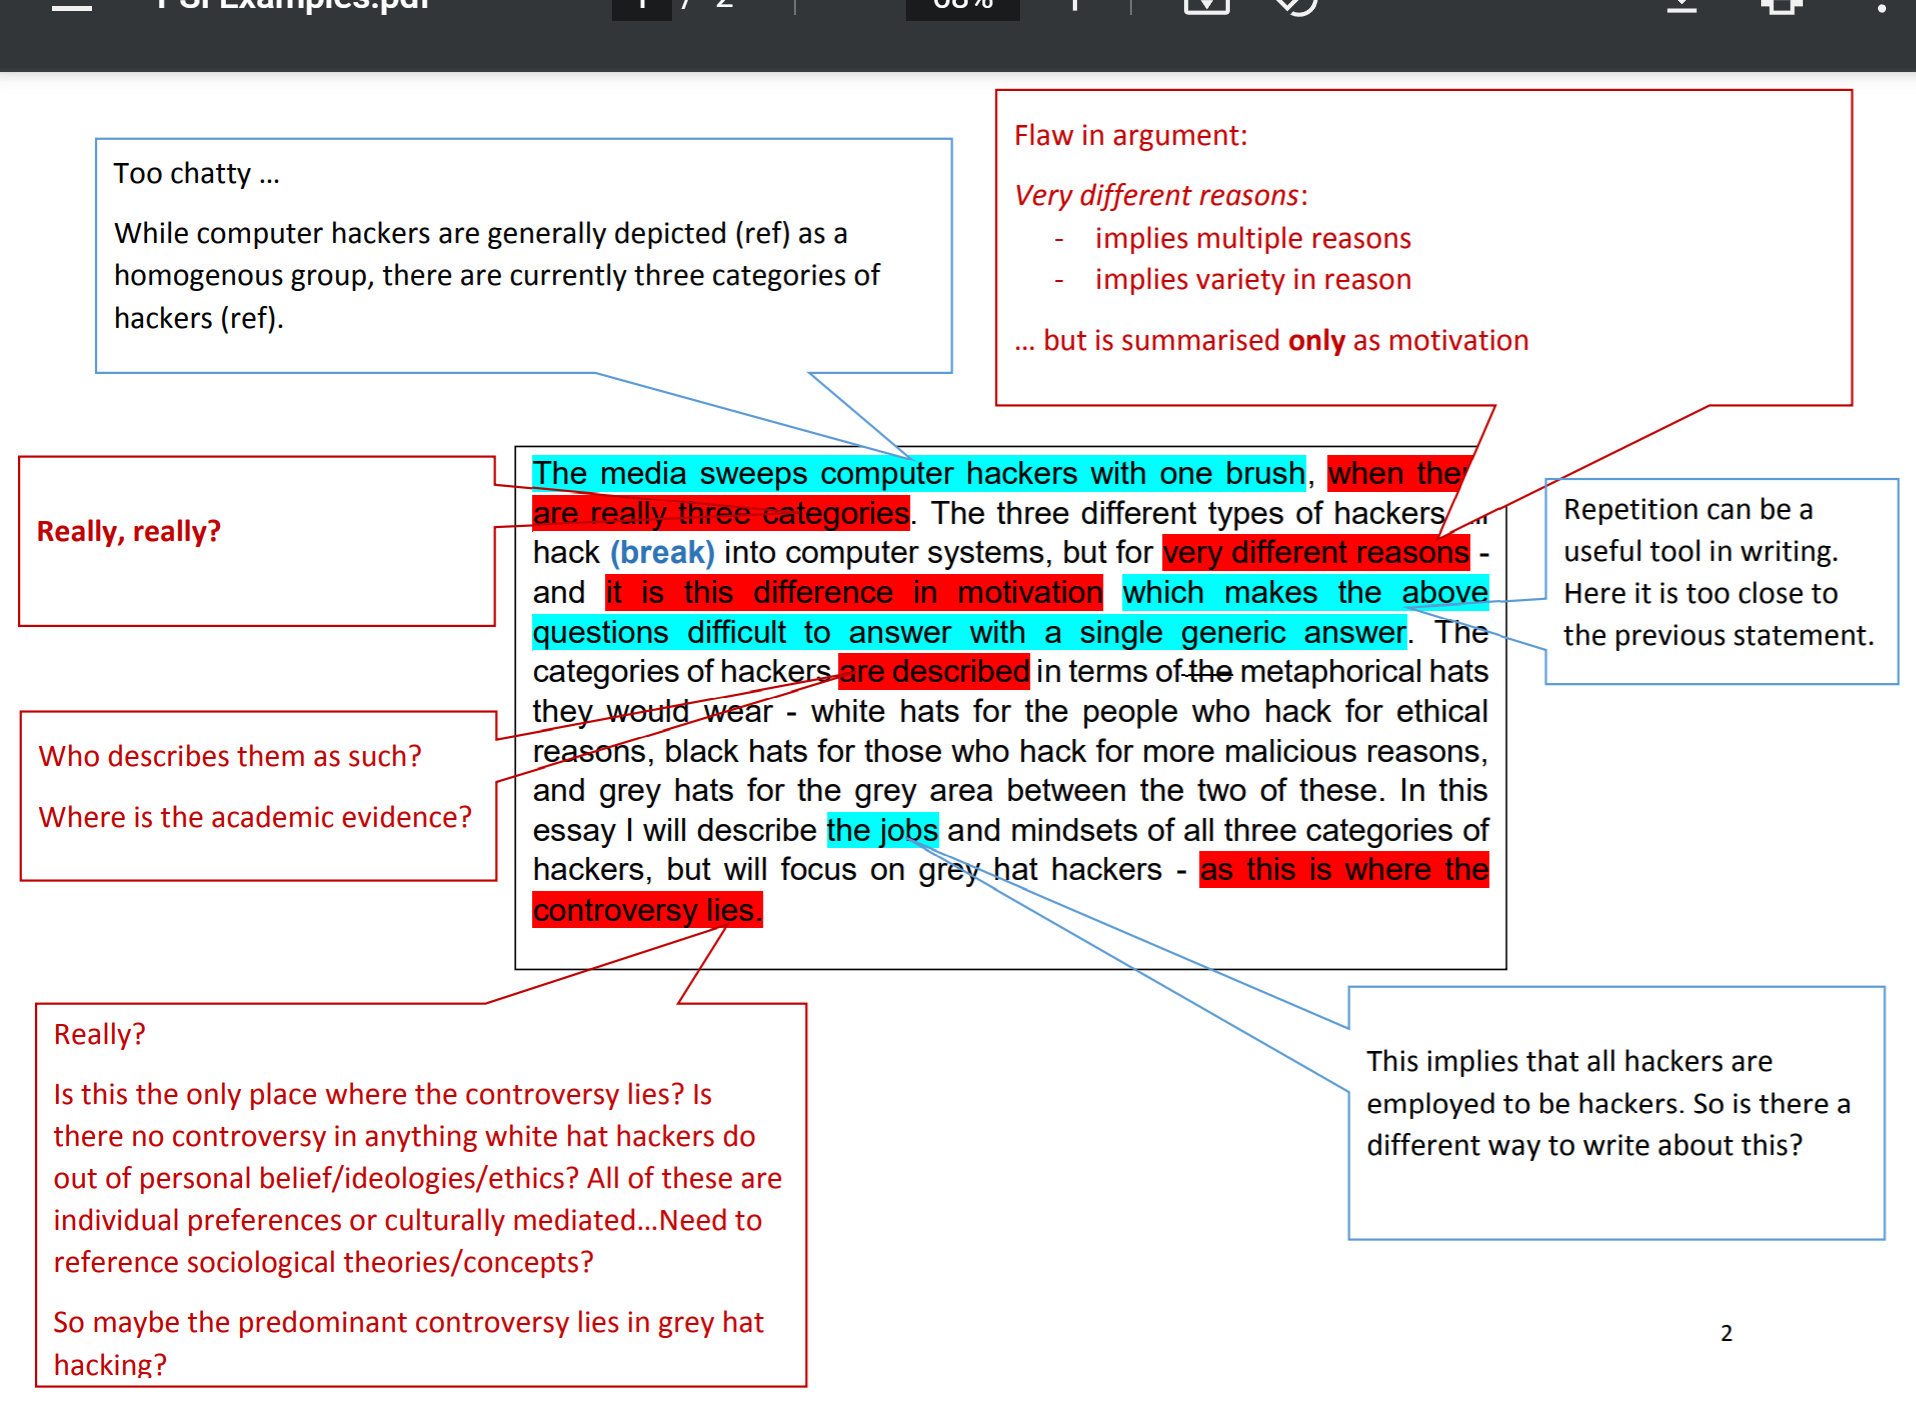 PSI Examples.pdf
1 / 2
68%
Too chatty ...
While computer hackers are generally depicted (ref) as a
homogenous group, there are currently three categories of
hackers (ref).
Flaw in argument:
Very different reasons:
- implies multiple reasons
- implies variety in reason
... but is summarised only as motivation
Really, really?
The media sweeps computer hackers with one brush, when
are really three categories. The three different types of hackers
hack (break) into computer systems, but for very different reasons -
and it is this difference in motivation which makes the above
questions difficult to answer with a single generic answer. The
categories of hackers are described in terms of the metaphorical hats
they would wear - white hats for the people who hack for ethical
reasons, black hats for those who hack for more malicious reasons,
and grey hats for the grey area between the two of these. In this
essay I will describe the jobs and mindsets of all three categories of
hackers, but will focus on grey hat hackers - as this is where the
controversy lies.
Repetition can be a
useful tool in writing.
Here it is too close to
the previous statement.
Who describes them as such?
Where is the academic evidence?
Really?
Is this the only place where the controversy lies? Is
there no controversy in anything white hat hackers do
out of personal belief/ideologies/ethics? All of these are
individual preferences or culturally mediated...Need to
reference sociological theories/concepts?
So maybe the predominant controversy lies in grey hat
hacking?
This implies that all hackers are
employed to be hackers. So is there a
different way to write about this?
2